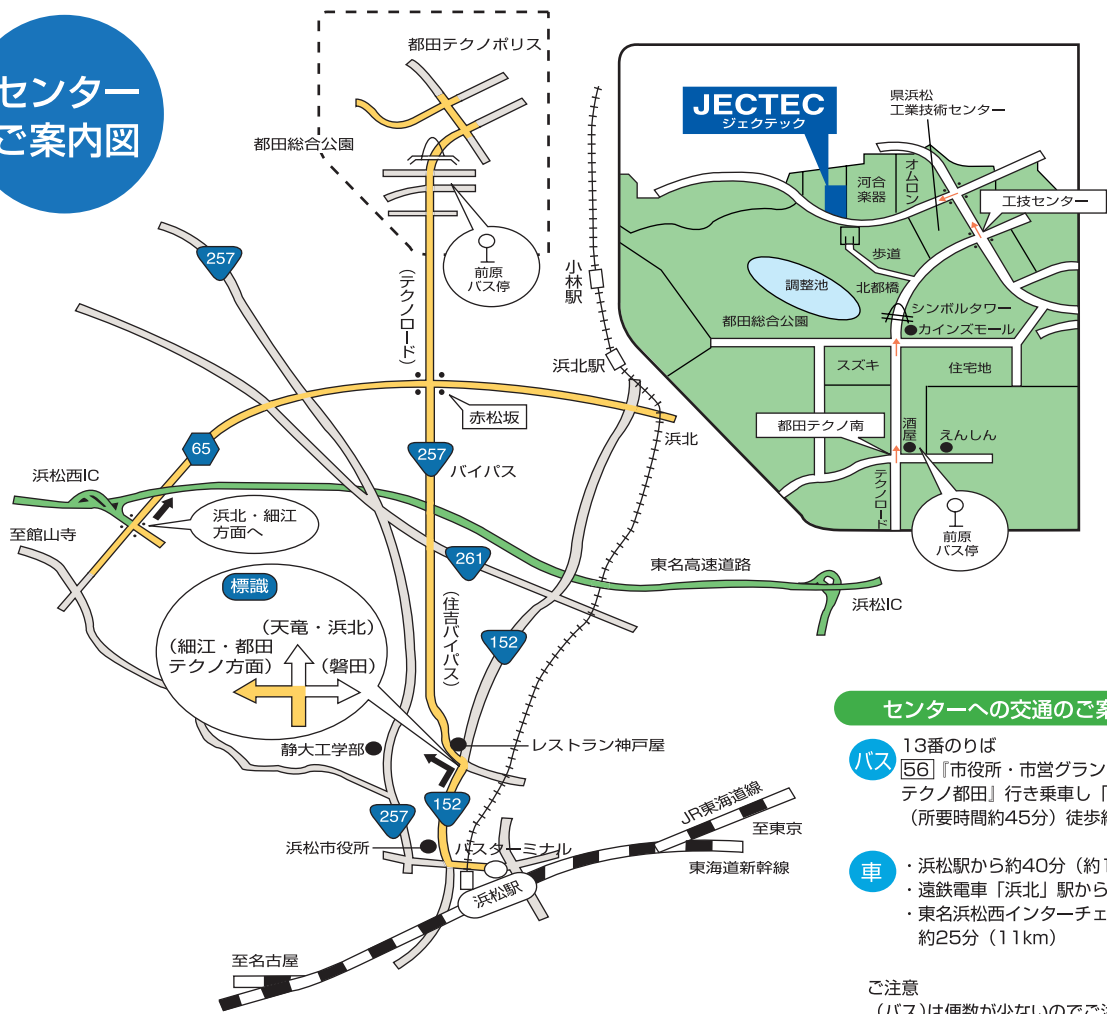 センター
ご案内図
都田テクノポリス
都田総合公園
前原
バス停
257
(テクノロード)
小林駅
浜北駅
赤松坂
浜北
65
257
バイパス
浜松西IC
至館山寺
浜北・細江
方面へ
261
東名高速道路
浜松IC
標識
(天竜・浜北)
(細江・都田
テクノ方面)
(磐田)
(住吉バイパス)
152
静大工学部
レストラン神戸屋
257
152
浜松市役所
バスターミナル
浜松駅
JR東海道線
至東京
東海道新幹線
至名古屋
JECTEC
ジェクテック
県浜松
工業技術センター
河合
楽器
オムロン
工技センター
歩道
調整池
北都橋
シンボルタワー
カインズモール
都田総合公園
スズキ
住宅地
都田テクノ南
酒屋
えんしん
テクノロード
前原
バス停
センターへの交通のご
バス
13番のりば
56『市役所・市営グラン
テクノ都田』行き乗車し「
(所要時間約45分)徒歩
車
・浜松駅から約40分(約1
・遠鉄電車「浜北」駅から
・東名浜松西インターチェ
約25分(11km)
ご注意
(バス)は便数が少ないのでご